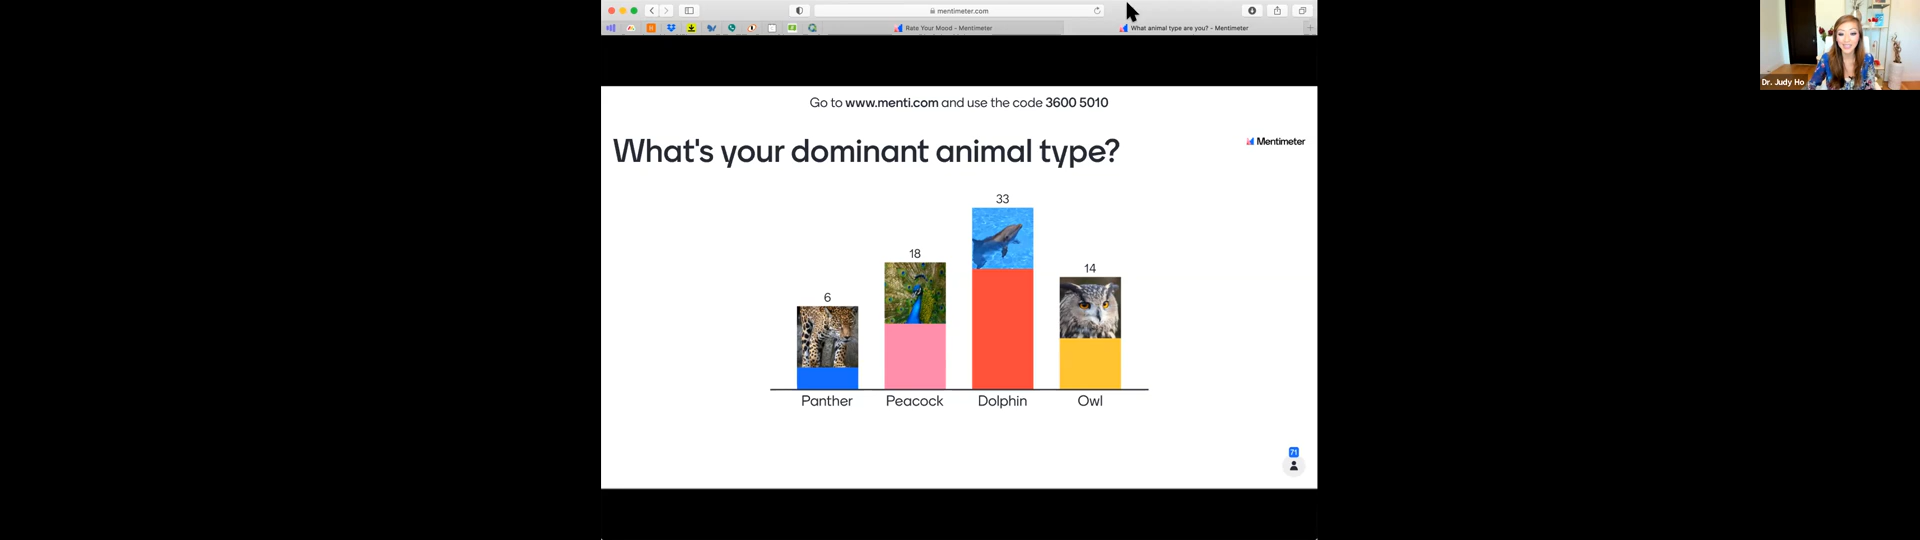 mentimeter.com
Rate Your Mood – Mentimeter
What animal type are you? – Mentimeter
Dr. Judy Ho
Go to www.menti.com and use the code 3600 5010
What's your dominant animal type?
Mentimeter
33
18
14
6
Panther
Peacock
Dolphin
Owl
71